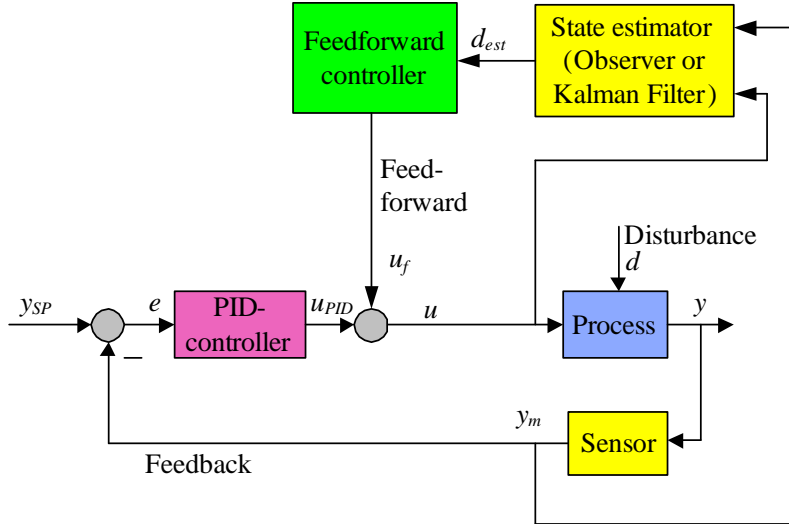 Feedforward
controller
d_est
State estimator
(Observer or
Kalman Filter)
Feed-
forward
u_f
Disturbance
d
y_SP
e
PID-
controller
u_PID
u
Process
y
–
y_m
Sensor
Feedback